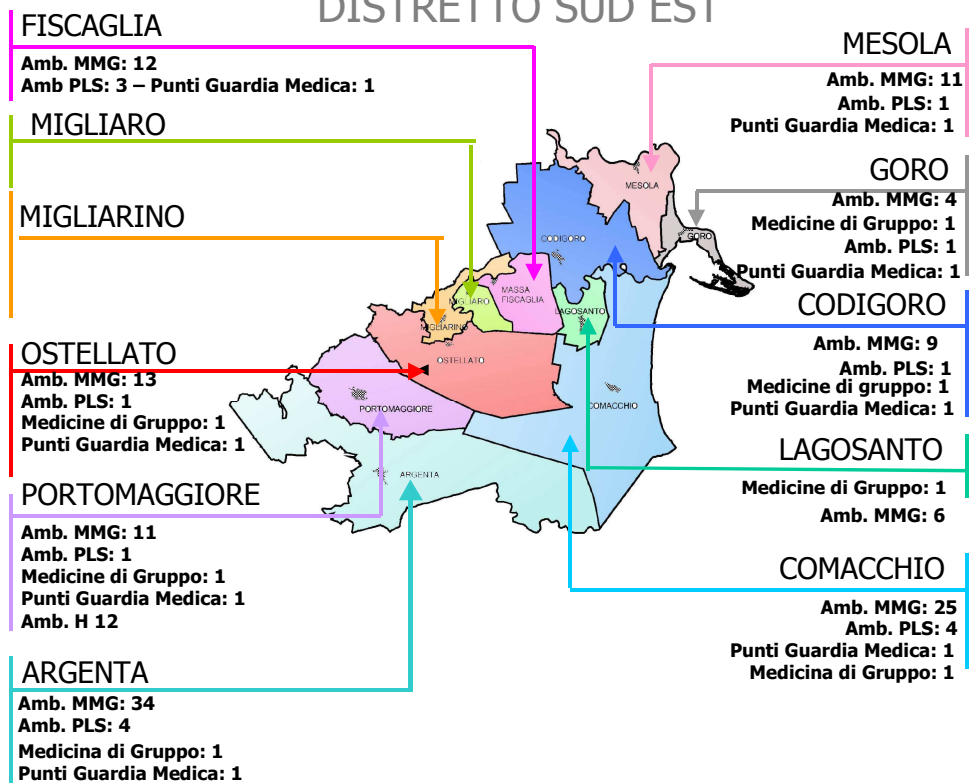 DISTRETTO SUD EST
FISCAGLIA
Amb. MMG: 12
Amb PLS: 3 – Punti Guardia Medica: 1
MIGLIARO
MIGLIARINO
OSTELLATO
Amb. MMG: 13
Amb. PLS: 1
Medicine di Gruppo: 1
Punti Guardia Medica: 1
PORTOMAGGIORE
Amb. MMG: 11
Amb. PLS: 1
Medicine di Gruppo: 1
Punti Guardia Medica: 1
Amb. H 12
ARGENTA
Amb. MMG: 34
Amb. PLS: 4
Medicina di Gruppo: 1
Punti Guardia Medica: 1
MESOLA
GORO
CODIGORO
MASSA
FISCAGLIA
MIGLIARO
LAGOSANTO
MIGLIARINO
OSTELLATO
COMACCHIO
PORTOMAGGIORE
ARGENTA
MESOLA
Amb. MMG: 11
Amb. PLS: 1
Punti Guardia Medica: 1
GORO
Amb. MMG: 4
Medicine di Gruppo: 1
Amb. PLS: 1
Punti Guardia Medica: 1
CODIGORO
Amb. MMG: 9
Amb. PLS: 1
Medicine di gruppo: 1
Punti Guardia Medica: 1
LAGOSANTO
Medicine di Gruppo: 1
Amb. MMG: 6
COMACCHIO
Amb. MMG: 25
Amb. PLS: 4
Punti Guardia Medica: 1
Medicina di Gruppo: 1